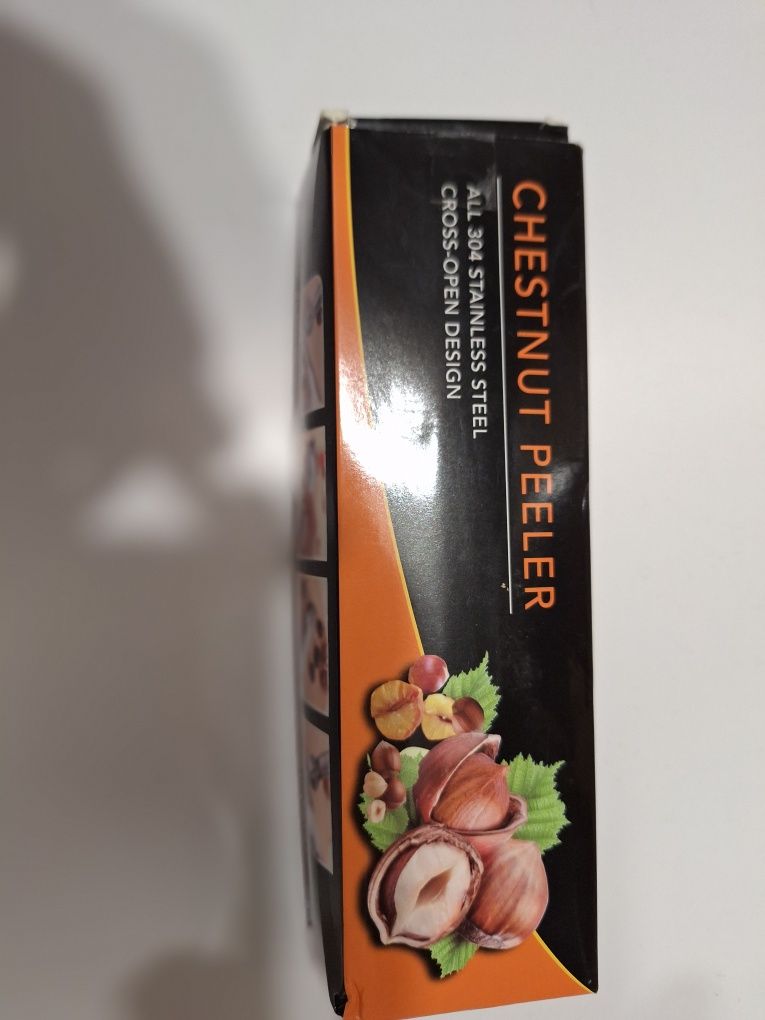 CHESTNUT PEELER
ALL 304 STAINLESS STEEL
CROSS-OPEN DESIGN